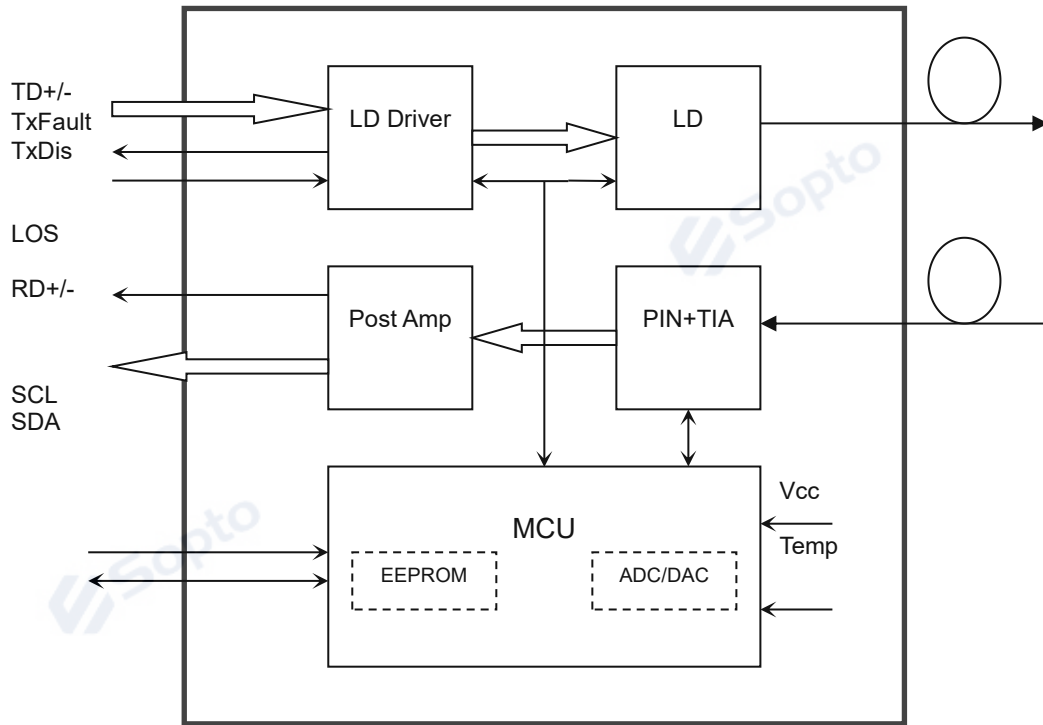 TD+/-
TxFault
TxDis
LOS
RD+/-
SCL
SDA
LD Driver
LD
Post Amp
PIN+TIA
MCU
EEPROM
ADC/DAC
Vcc
Temp
Sopto
Sopto